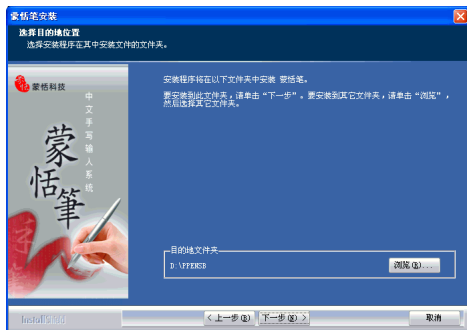 蒙恬笔安装
选择目的地位置
选择安装程序在其中安装文件的文件夹。
蒙恬科技
中文手写输入系统
蒙恬筆
安装程序将在以下文件夹中安装 蒙恬笔。
要安装到此文件夹，请单击“下一步”。要安装到其它文件夹，请单击“浏览”，
然后选择其它文件夹。
目的地文件夹
D:\PPENSB
浏览(R)...
InstallShield
< 上一步(B)
下一步(N) >
取消